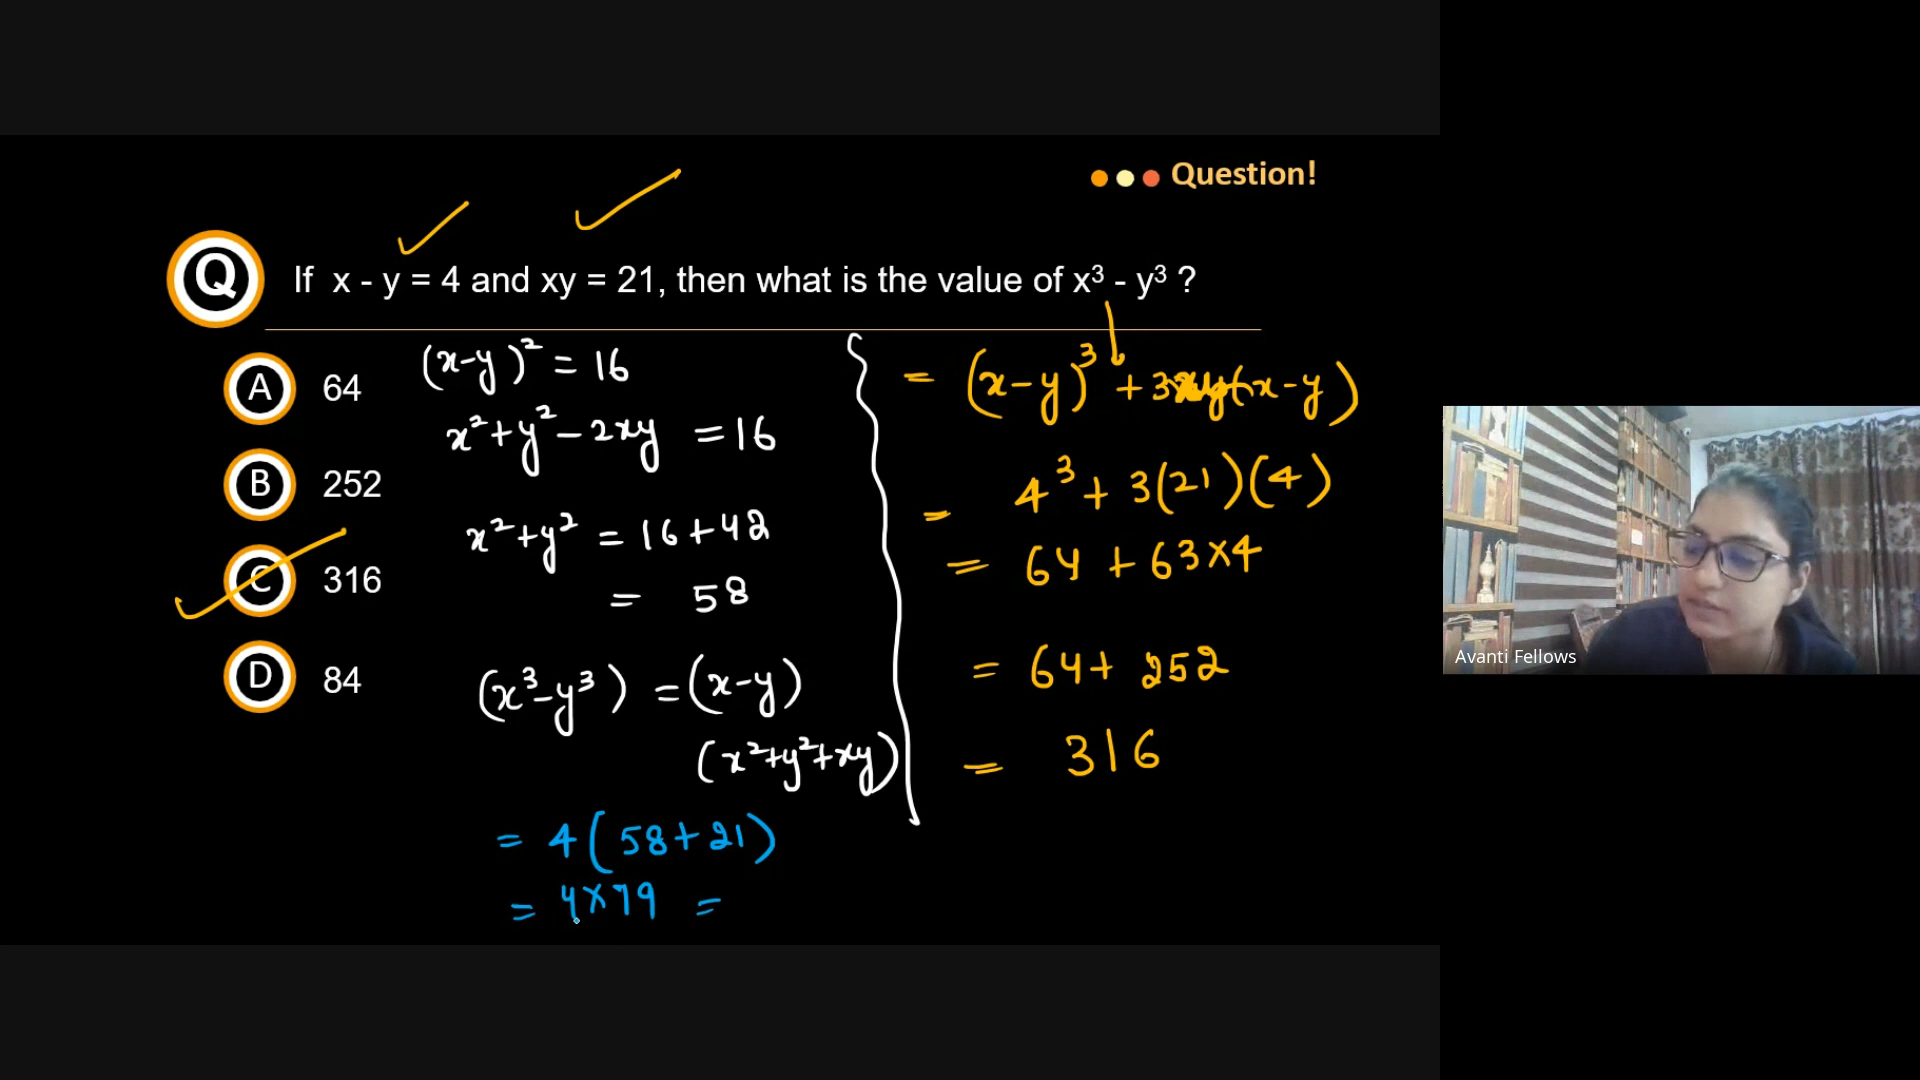 Question!
Q
If x - y = 4 and xy = 21, then what is the value of x³ - y³ ?
A 64
B 252
C 316
D 84
(x-y)² = 16
x²+y²-2xy = 16
x²+y² = 16+42
= 58
(x³-y³) = (x-y)
(x²+y²+xy)
= 4(58+21)
= 4×79 =
= (x-y)³ + 3xy(x-y)
= 4³ + 3(21)(4)
= 64 + 63×4
= 64 + 252
= 316
Avanti Fellows